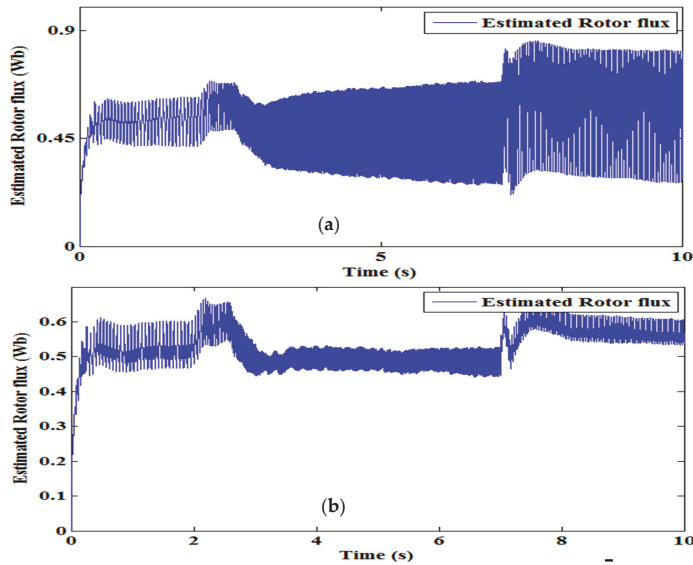 Estimated Rotor flux (Wb)
0.9
0.45
0
Estimated Rotor flux
(a)
0
5
10
Time (s)
Estimated Rotor flux (Wb)
0.6
0.5
0.4
0.3
0.2
0.1
0
Estimated Rotor flux
(b)
0
2
4
6
8
10
Time (s)